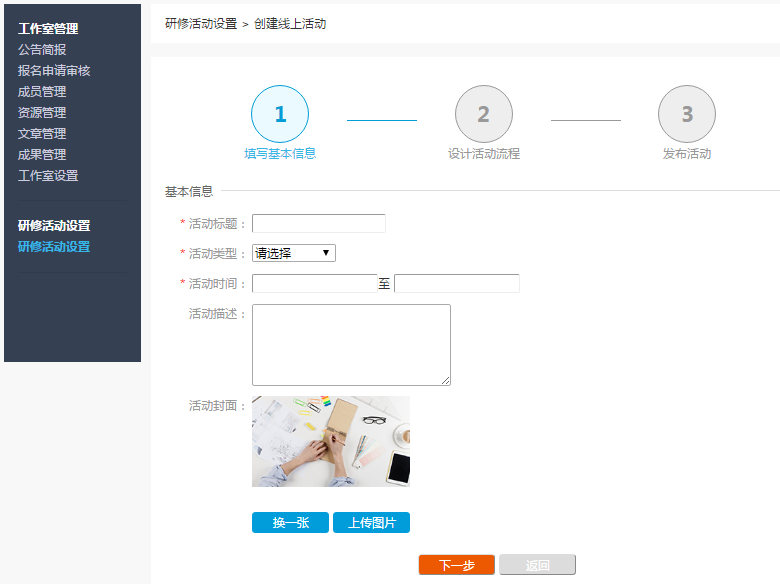 工作室管理
公告简报
报名申请审核
成员管理
资源管理
文章管理
成果管理
工作室设置
研修活动设置
研修活动设置
研修活动设置 > 创建线上活动
1 2 3
填写基本信息 设计活动流程 发布活动
基本信息
* 活动标题：
* 活动类型： 请选择
* 活动时间： 至
活动描述：
活动封面：
换一张 上传图片
下一步 返回